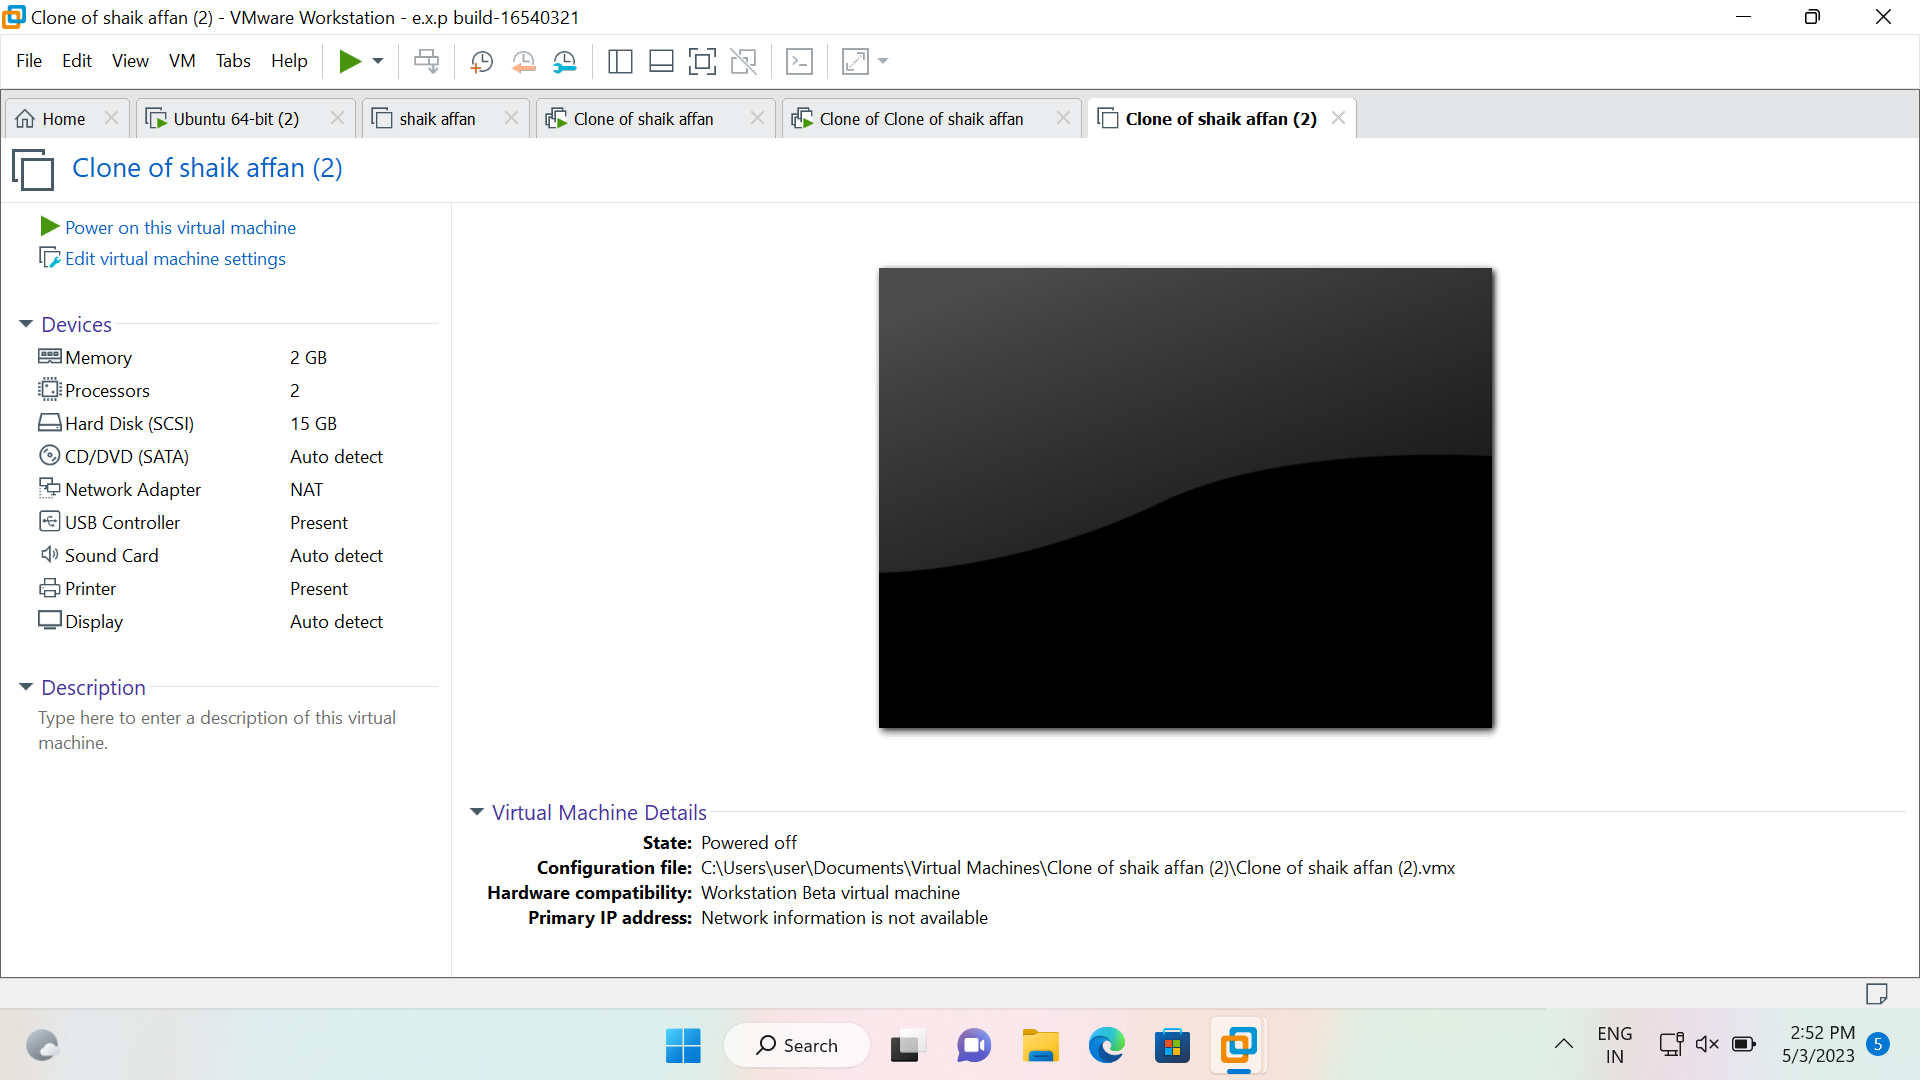 Clone of shaik affan (2) - VMware Workstation - e.x.p build-16540321
File Edit View VM Tabs Help
Home Ubuntu 64-bit (2) shaik affan Clone of shaik affan Clone of Clone of shaik affan Clone of shaik affan (2)
Clone of shaik affan (2)
Power on this virtual machine
Edit virtual machine settings
Devices
Memory 2 GB
Processors 2
Hard Disk (SCSI) 15 GB
CD/DVD (SATA) Auto detect
Network Adapter NAT
USB Controller Present
Sound Card Auto detect
Printer Present
Display Auto detect
Description
Type here to enter a description of this virtual
machine.
Virtual Machine Details
State: Powered off
Configuration file: C:\Users\user\Documents\Virtual Machines\Clone of shaik affan (2)\Clone of shaik affan (2).vmx
Hardware compatibility: Workstation Beta virtual machine
Primary IP address: Network information is not available
Search
ENG
IN
2:52 PM
5/3/2023
5